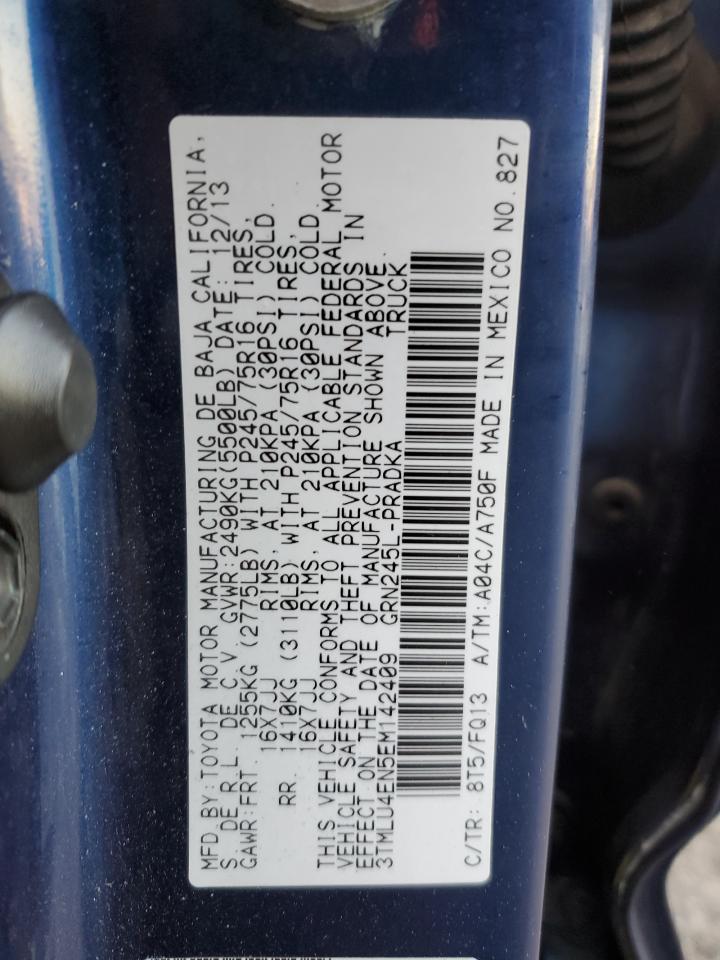 MFD BY: TOYOTA MOTOR MANUFACTURING DE BAJA CALIFORNIA,
S DE R.L. DE C.V. GVWR:2490KG(5500LB) DATE: 12/13
GAWR:FRT. 1255KG (2775LB) WITH P245/75R16 TIRES,
16X7JJ RIMS, AT 210KPA (30PSI) COLD.
RR. 1410KG (3110LB) WITH P245/75R16 TIRES,
16X7JJ RIMS, AT 210KPA (30PSI) COLD.
THIS VEHICLE CONFORMS TO ALL APPLICABLE FEDERAL MOTOR
VEHICLE SAFETY AND THEFT PREVENTION STANDARDS IN
EFFECT ON THE DATE OF MANUFACTURE SHOWN ABOVE.
3TMLU4EN5EM142409 GRN245L-PRADKA TRUCK
C/TR: 8T5/FQ13 A/TM:A04C/A750F MADE IN MEXICO NO.827